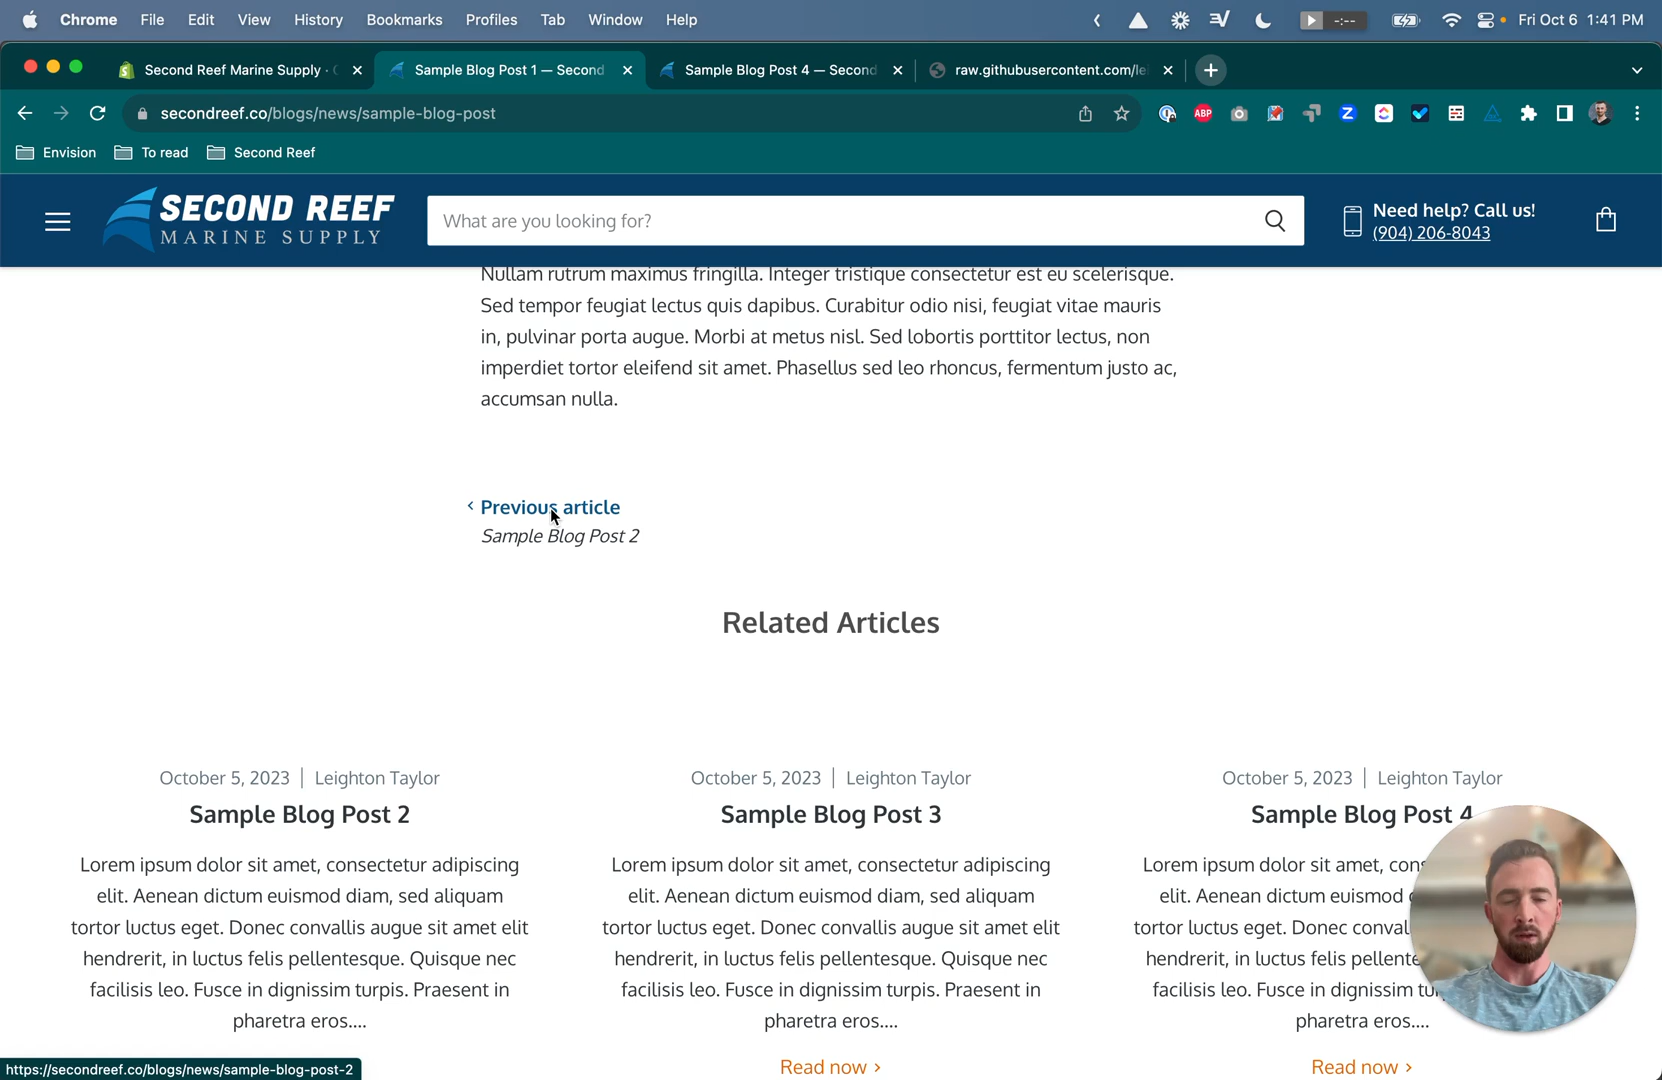 Chrome File Edit View History Bookmarks Profiles Tab Window Help -:-- Fri Oct 6 1:41 PM
Second Reef Marine Supply · Sample Blog Post 1 — Second Sample Blog Post 4 — Second raw.githubusercontent.com/le
secondreef.co/blogs/news/sample-blog-post ABP Z
Envision To read Second Reef
SECOND REEF
MARINE SUPPLY
What are you looking for?
Need help? Call us!
(904) 206-8043
Nullam rutrum maximus fringilla. Integer tristique consectetur est eu scelerisque.
Sed tempor feugiat lectus quis dapibus. Curabitur odio nisi, feugiat vitae mauris
in, pulvinar porta augue. Morbi at metus nisl. Sed lobortis porttitor lectus, non
imperdiet tortor eleifend sit amet. Phasellus sed leo rhoncus, fermentum justo ac,
accumsan nulla.
‹ Previous article
Sample Blog Post 2
Related Articles
October 5, 2023 | Leighton Taylor
Sample Blog Post 2
Lorem ipsum dolor sit amet, consectetur adipiscing
elit. Aenean dictum euismod diam, sed aliquam
tortor luctus eget. Donec convallis augue sit amet elit
hendrerit, in luctus felis pellentesque. Quisque nec
facilisis leo. Fusce in dignissim turpis. Praesent in
pharetra eros....
October 5, 2023 | Leighton Taylor
Sample Blog Post 3
Lorem ipsum dolor sit amet, consectetur adipiscing
elit. Aenean dictum euismod diam, sed aliquam
tortor luctus eget. Donec convallis augue sit amet elit
hendrerit, in luctus felis pellentesque. Quisque nec
facilisis leo. Fusce in dignissim turpis. Praesent in
pharetra eros....
Read now ›
October 5, 2023 | Leighton Taylor
Sample Blog Post 4
Lorem ipsum dolor sit amet, cons
elit. Aenean dictum euismod
tortor luctus eget. Donec conval
hendrerit, in luctus felis pellente
facilisis leo. Fusce in dignissim tu
pharetra eros....
Read now ›
https://secondreef.co/blogs/news/sample-blog-post-2